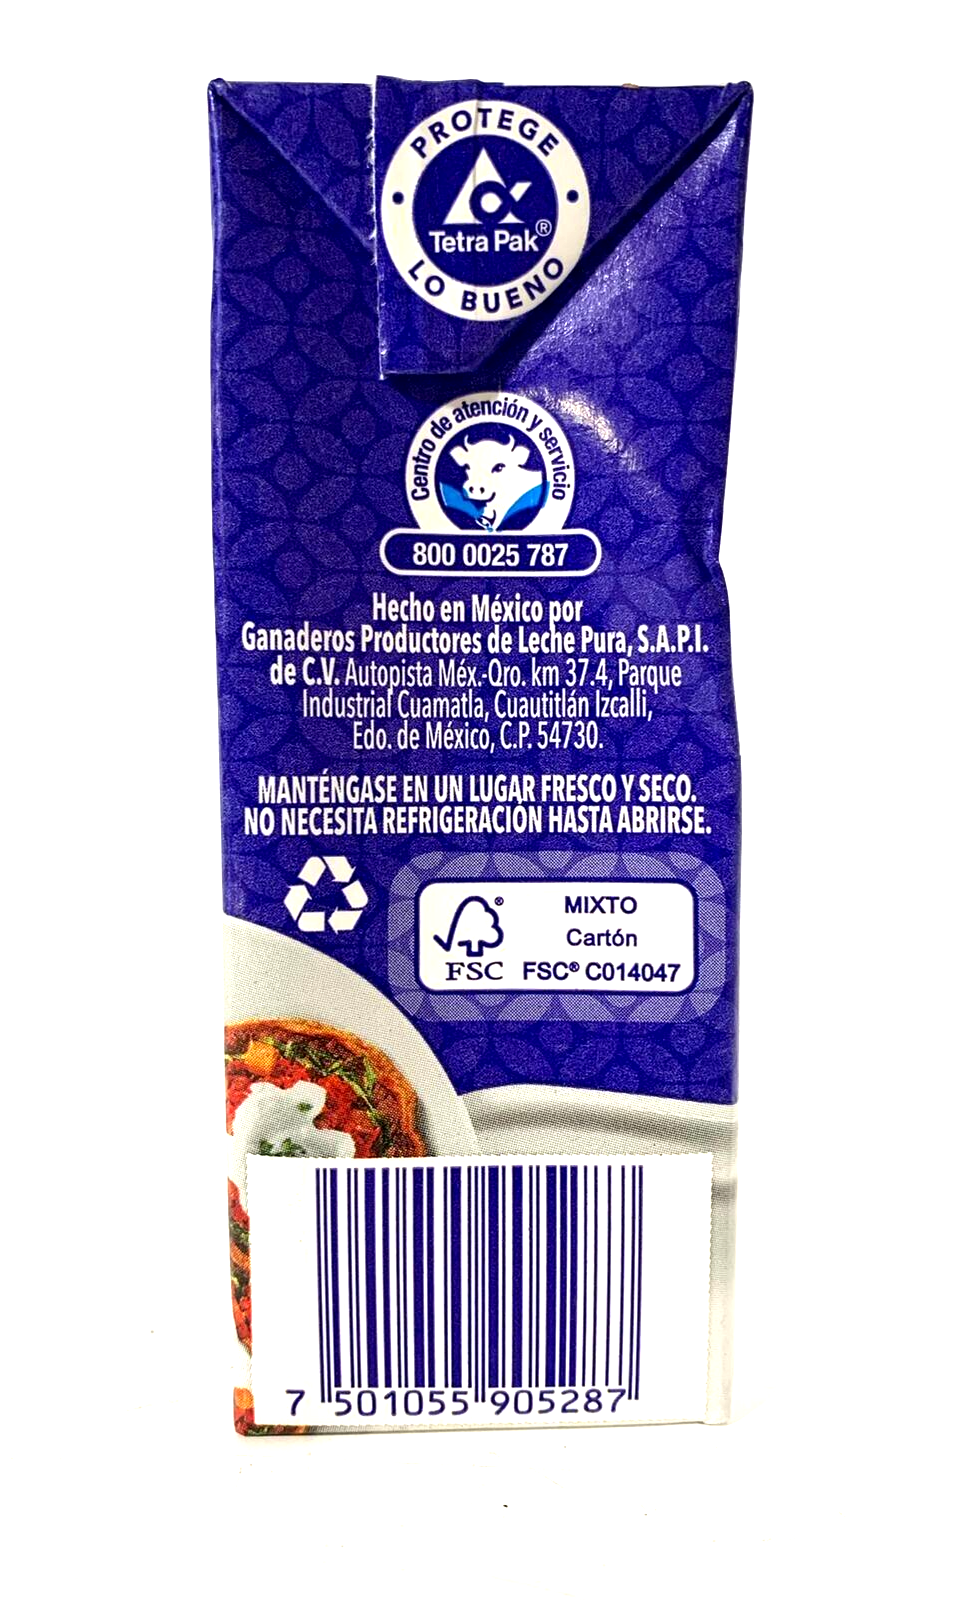 PROTEGE
Tetra Pak®
LO BUENO
Centro de atención y servicio
800 0025 787
Hecho en México por
Ganaderos Productores de Leche Pura, S.A.P.I.
de C.V. Autopista Méx.-Qro. km 37.4, Parque
Industrial Cuamatla, Cuautitlán Izcalli,
Edo. de México, C.P. 54730.
MANTÉNGASE EN UN LUGAR FRESCO Y SECO.
NO NECESITA REFRIGERACIÓN HASTA ABRIRSE.
®
FSC
MIXTO
Cartón
FSC® C014047
7 501055 905287